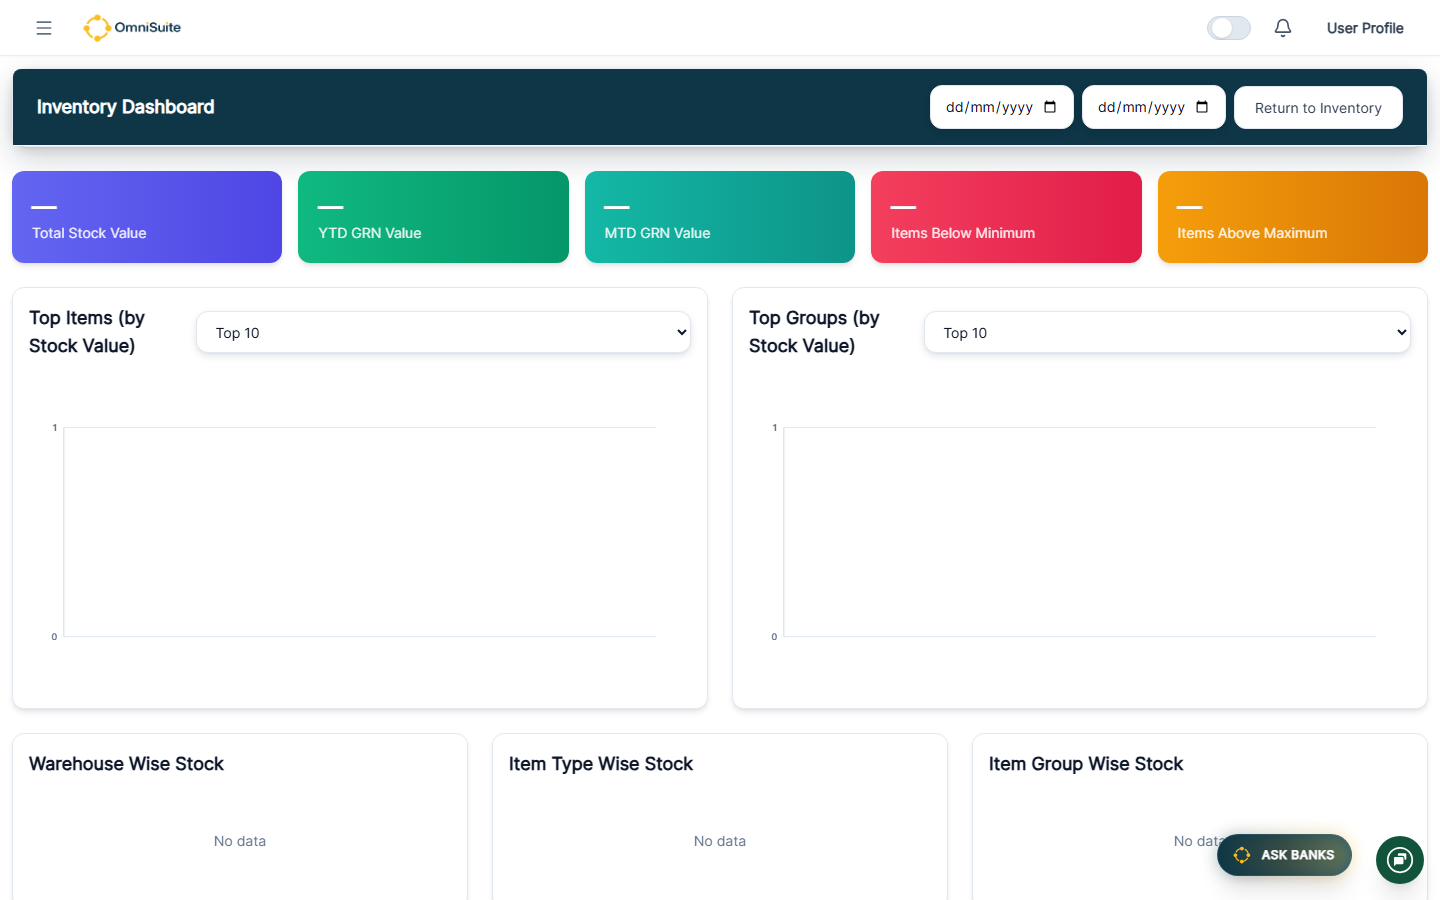 OmniSuite
User Profile
Inventory Dashboard
dd/mm/yyyy
dd/mm/yyyy
Return to Inventory
—
Total Stock Value
—
YTD GRN Value
—
MTD GRN Value
—
Items Below Minimum
—
Items Above Maximum
Top Items (by
Stock Value)
Top 10
1
0
Top Groups (by
Stock Value)
Top 10
1
0
Warehouse Wise Stock
No data
Item Type Wise Stock
No data
Item Group Wise Stock
No data
ASK BANKS